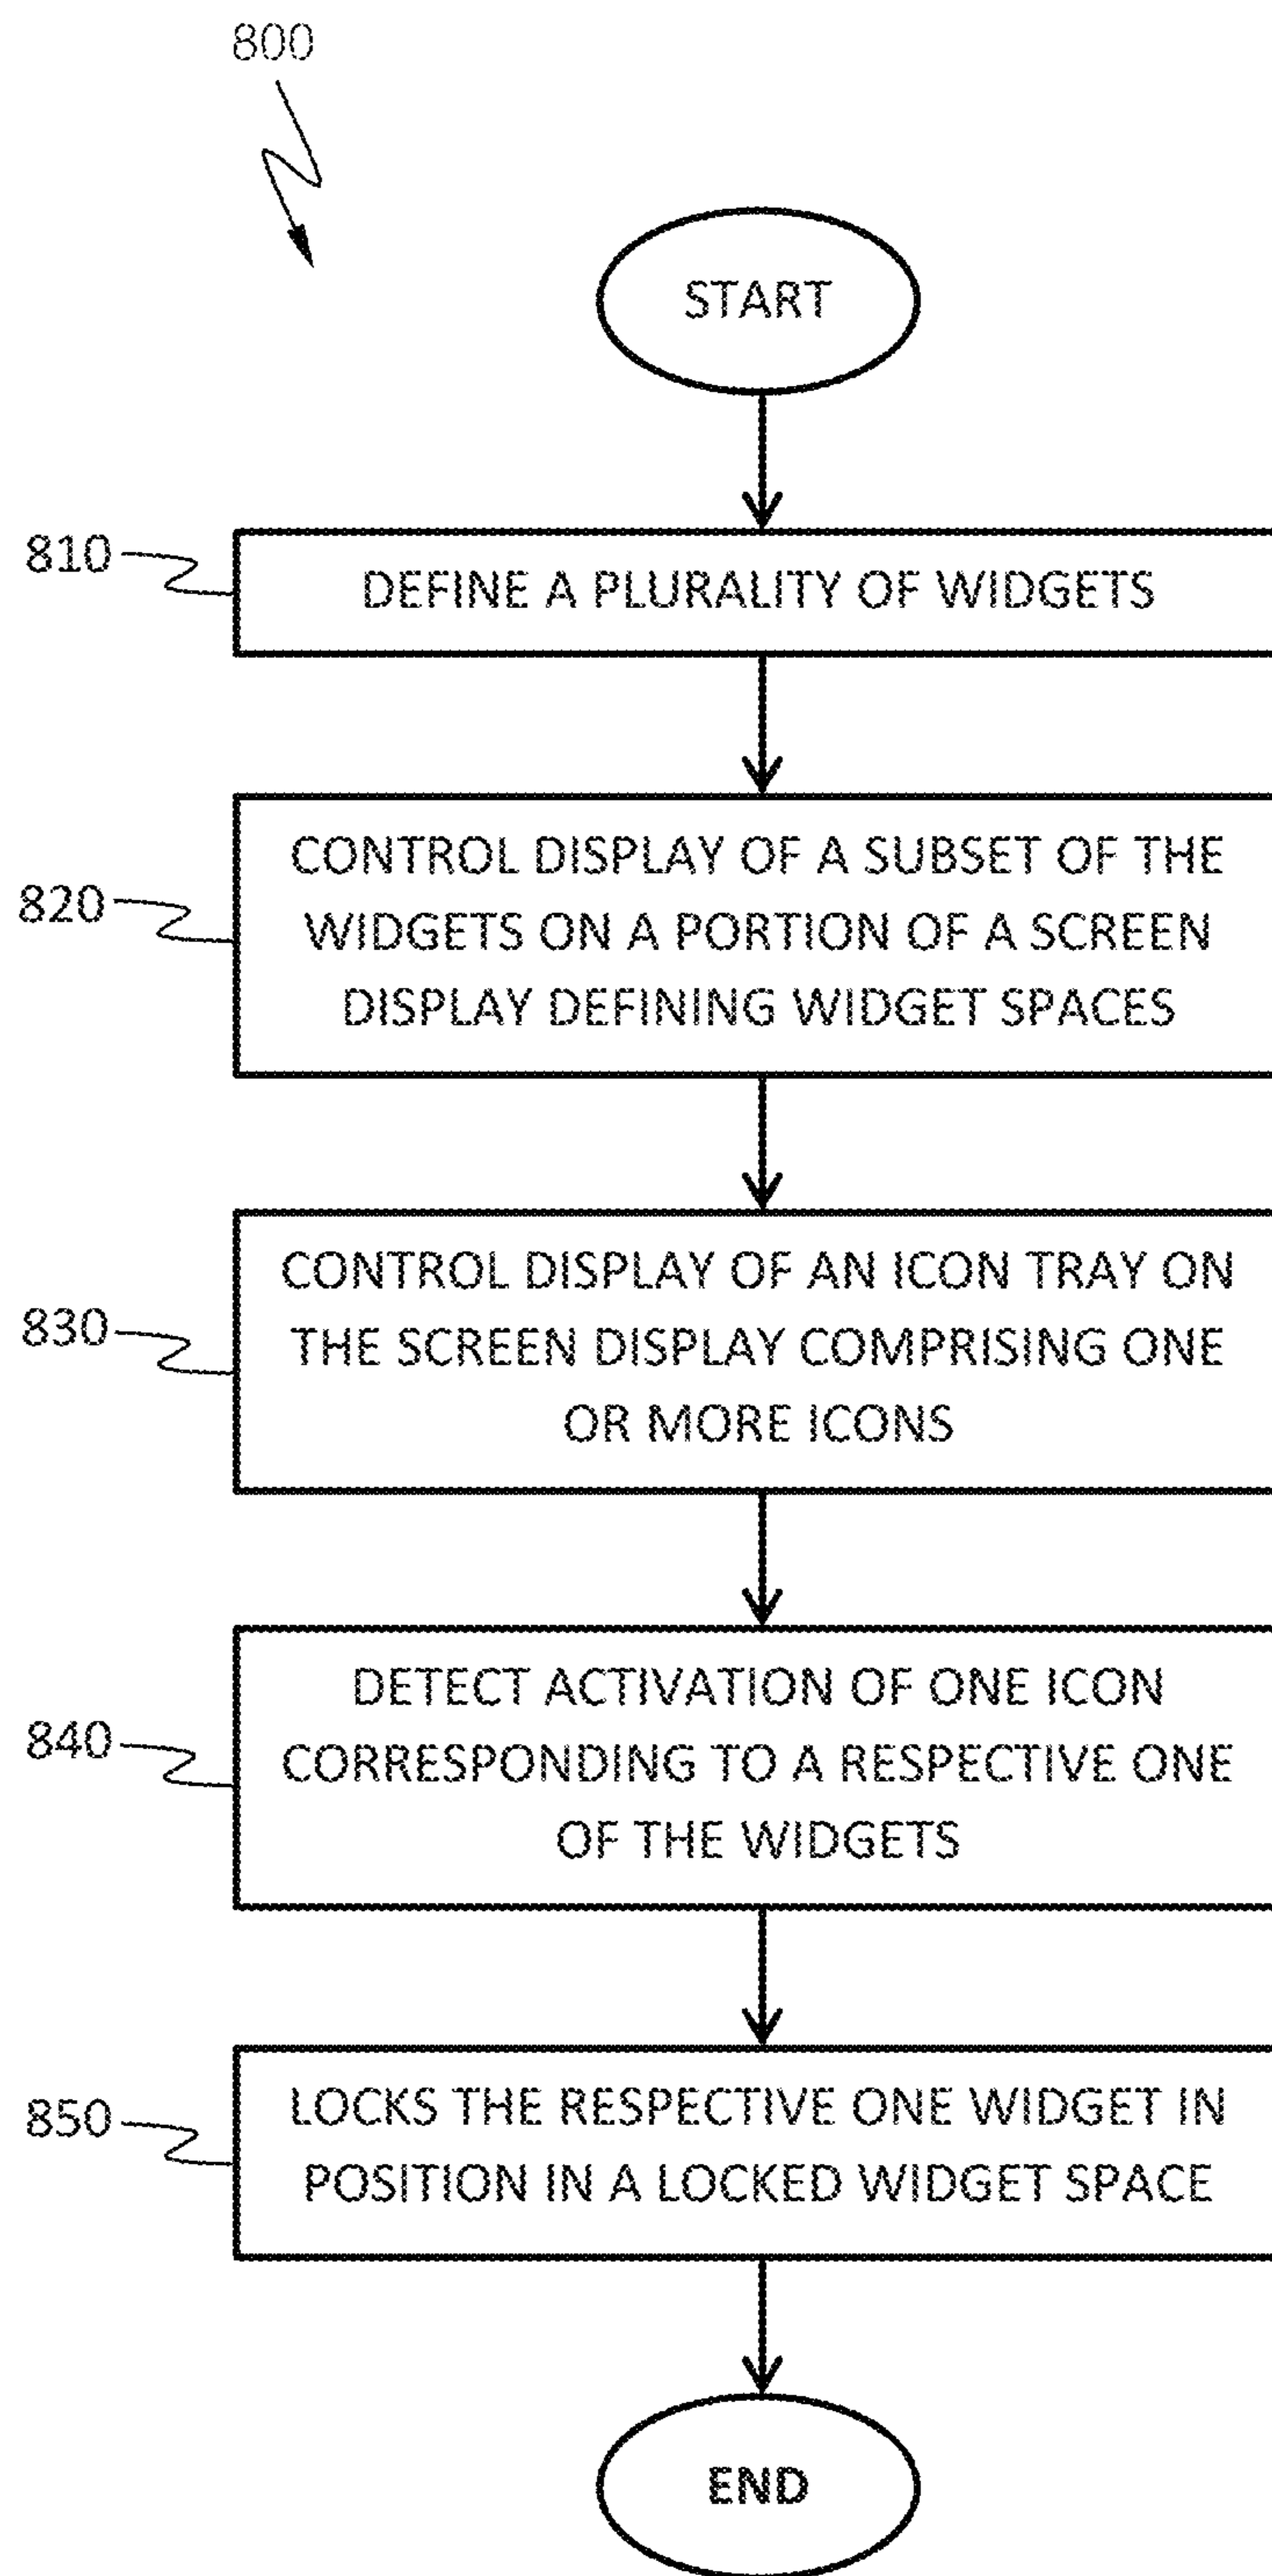 800
START
810
DEFINE A PLURALITY OF WIDGETS
820
CONTROL DISPLAY OF A SUBSET OF THE
WIDGETS ON A PORTION OF A SCREEN
DISPLAY DEFINING WIDGET SPACES
830
CONTROL DISPLAY OF AN ICON TRAY ON
THE SCREEN DISPLAY COMPRISING ONE
OR MORE ICONS
840
DETECT ACTIVATION OF ONE ICON
CORRESPONDING TO A RESPECTIVE ONE
OF THE WIDGETS
850
LOCKS THE RESPECTIVE ONE WIDGET IN
POSITION IN A LOCKED WIDGET SPACE
END